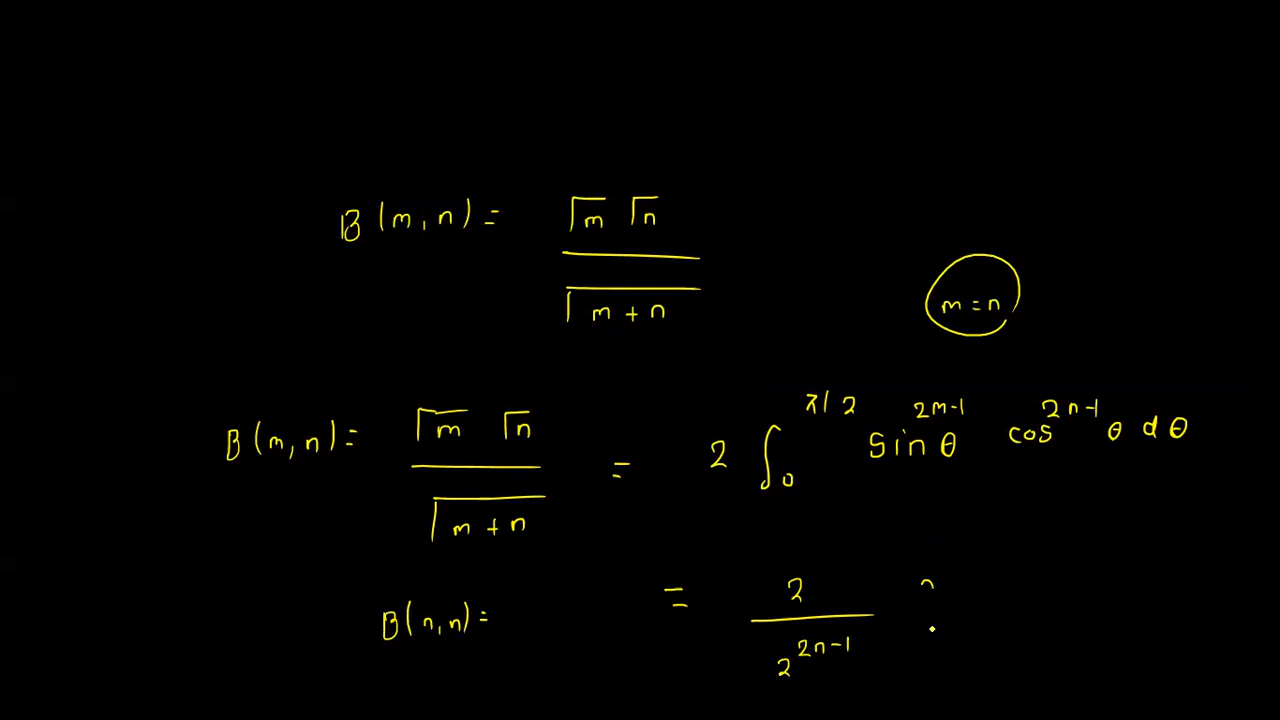 B(m,n) = Γm Γn / Γm+n
m=n
B(m,n) = Γm Γn / Γm+n = 2 ∫₀^{π/2} sin^{2m-1}θ cos^{2n-1}θ dθ
B(n,n) = = 2 / 2^{2n-1}